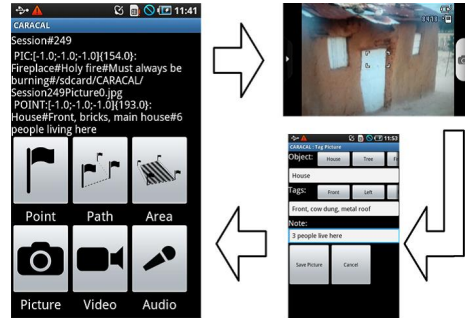 11:41
CARACAL
Session#249
PIC:[-1.0;-1.0;-1.0]{154.0}:
Fireplace#Holy fire#Must always be
burning#/sdcard/CARACAL/
Session249Picture0.jpg
POINT:[-1.0;-1.0;-1.0]{193.0}:
House#Front, bricks, main house#6
people living here
Point Path Area
Picture Video Audio
11:53
CARACAL :Tag Picture
Object: House Tree
House
Tags: Front Left
Front, cow dung, metal roof
Note:
3 people live here
Save Picture Cancel